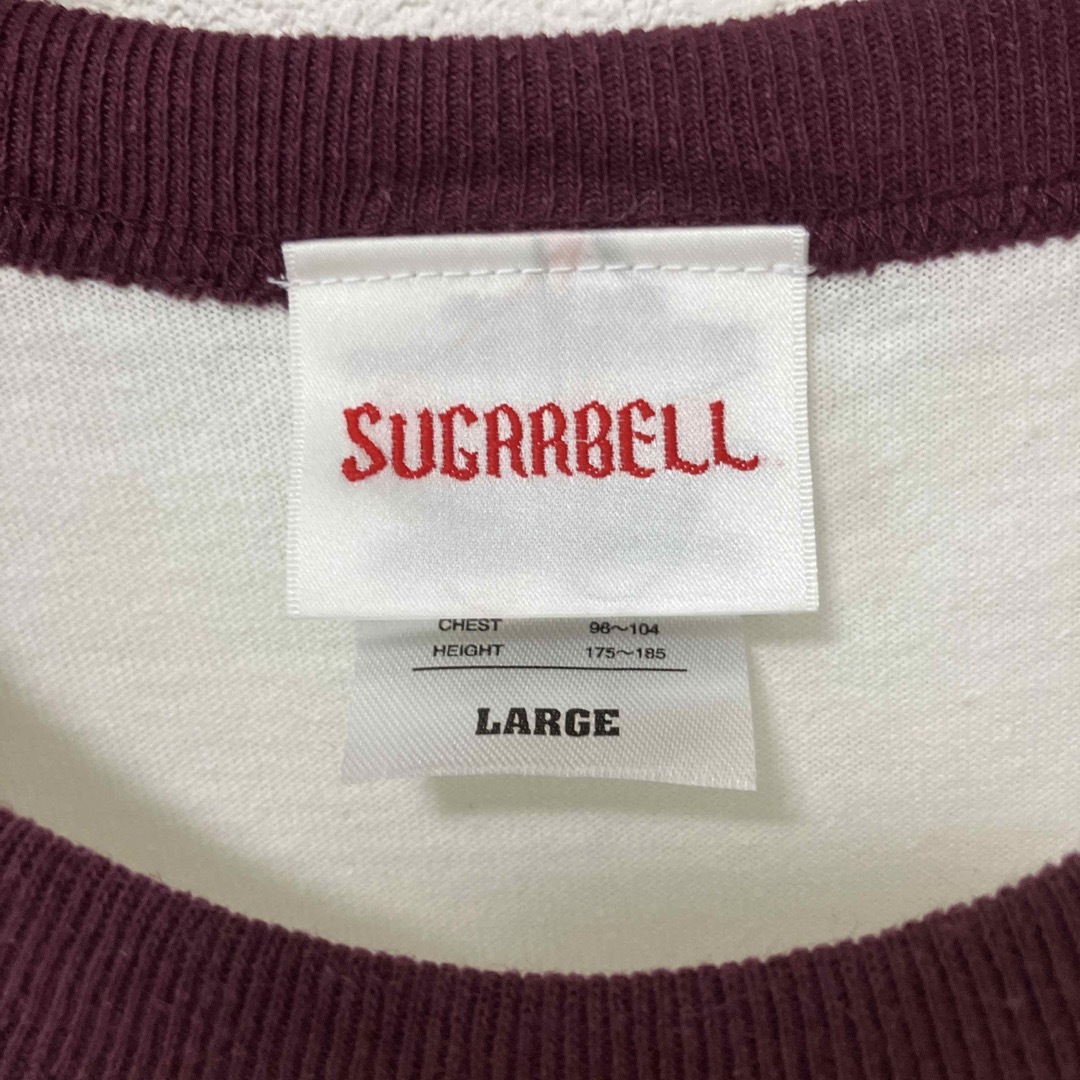 SUGARBELL
CHEST 96～104
HEIGHT 175～185
LARGE